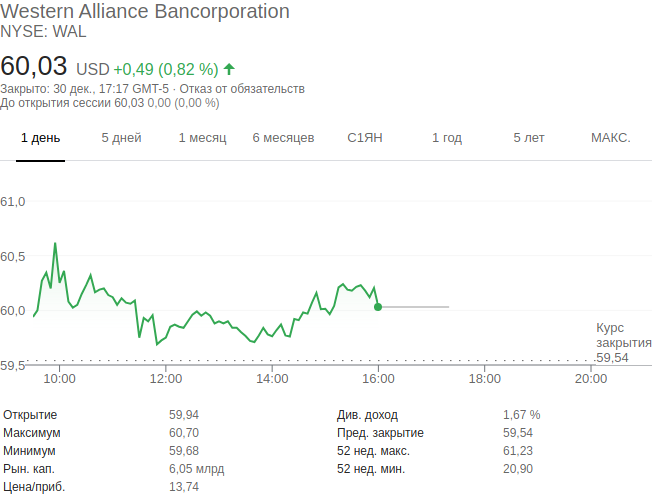 Western Alliance Bancorporation
NYSE: WAL
60,03 USD +0,49 (0,82 %)
Закрыто: 30 дек., 17:17 GMT-5 · Отказ от обязательств
До открытия сессии 60,03 0,00 (0,00 %)
1 день 5 дней 1 месяц 6 месяцев С1ЯН 1 год 5 лет МАКС.
61,0
60,5
60,0
Курс
закрытия
59,54
59,5
10:00 12:00 14:00 16:00 18:00 20:00
Открытие 59,94 Див. доход 1,67 %
Максимум 60,70 Пред. закрытие 59,54
Минимум 59,68 52 нед. макс. 61,23
Рын. кап. 6,05 млрд 52 нед. мин. 20,90
Цена/приб. 13,74